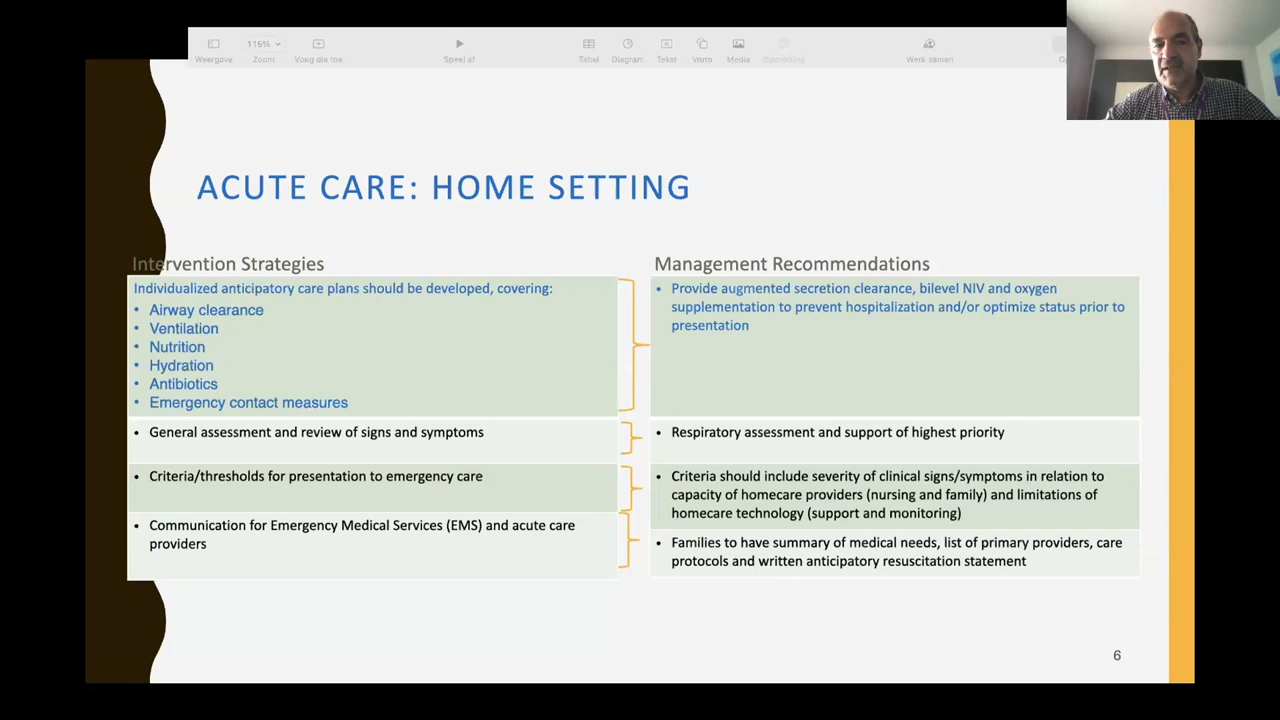 116%
Weergave
Zoom
Voeg dia toe
Speel af
Tabel
Diagram
Tekst
Vorm
Media
Opmerking
Werk samen
ACUTE CARE: HOME SETTING
Intervention Strategies
Individualized anticipatory care plans should be developed, covering:
• Airway clearance
• Ventilation
• Nutrition
• Hydration
• Antibiotics
• Emergency contact measures
• General assessment and review of signs and symptoms
• Criteria/thresholds for presentation to emergency care
• Communication for Emergency Medical Services (EMS) and acute care
providers
Management Recommendations
• Provide augmented secretion clearance, bilevel NIV and oxygen
supplementation to prevent hospitalization and/or optimize status prior to
presentation
• Respiratory assessment and support of highest priority
• Criteria should include severity of clinical signs/symptoms in relation to
capacity of homecare providers (nursing and family) and limitations of
homecare technology (support and monitoring)
• Families to have summary of medical needs, list of primary providers, care
protocols and written anticipatory resuscitation statement
6